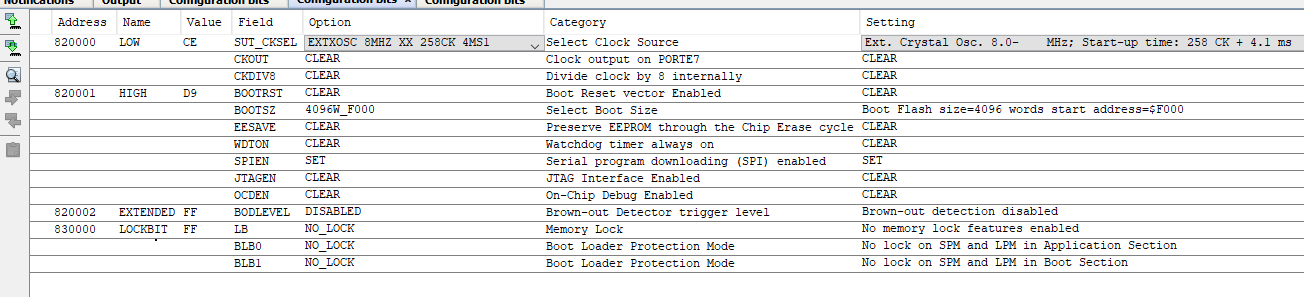 Notifications Output Configuration bits Configuration bits × Configuration bits
Address Name Value Field Option Category Setting
820000 LOW CE SUT_CKSEL EXTXOSC 8MHZ XX 258CK 4MS1 Select Clock Source Ext. Crystal Osc. 8.0- MHz; Start-up time: 258 CK + 4.1 ms
CKOUT CLEAR Clock output on PORTE7 CLEAR
CKDIV8 CLEAR Divide clock by 8 internally CLEAR
820001 HIGH D9 BOOTRST CLEAR Boot Reset vector Enabled CLEAR
BOOTSZ 4096W_F000 Select Boot Size Boot Flash size=4096 words start address=$F000
EESAVE CLEAR Preserve EEPROM through the Chip Erase cycle CLEAR
WDTON CLEAR Watchdog timer always on CLEAR
SPIEN SET Serial program downloading (SPI) enabled SET
JTAGEN CLEAR JTAG Interface Enabled CLEAR
OCDEN CLEAR On-Chip Debug Enabled CLEAR
820002 EXTENDED FF BODLEVEL DISABLED Brown-out Detector trigger level Brown-out detection disabled
830000 LOCKBIT FF LB NO_LOCK Memory Lock No memory lock features enabled
BLB0 NO_LOCK Boot Loader Protection Mode No lock on SPM and LPM in Application Section
BLB1 NO_LOCK Boot Loader Protection Mode No lock on SPM and LPM in Boot Section